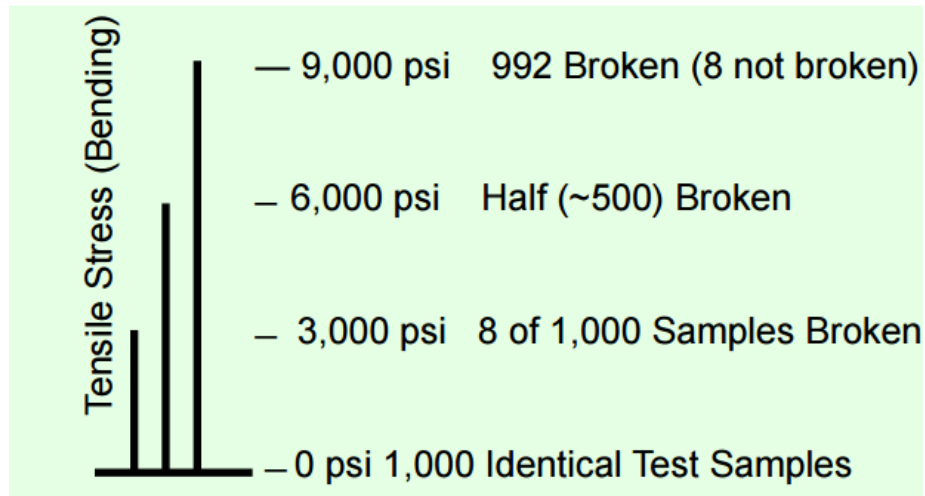 Tensile Stress (Bending)
— 9,000 psi 992 Broken (8 not broken)
– 6,000 psi Half (~500) Broken
– 3,000 psi 8 of 1,000 Samples Broken
– 0 psi 1,000 Identical Test Samples